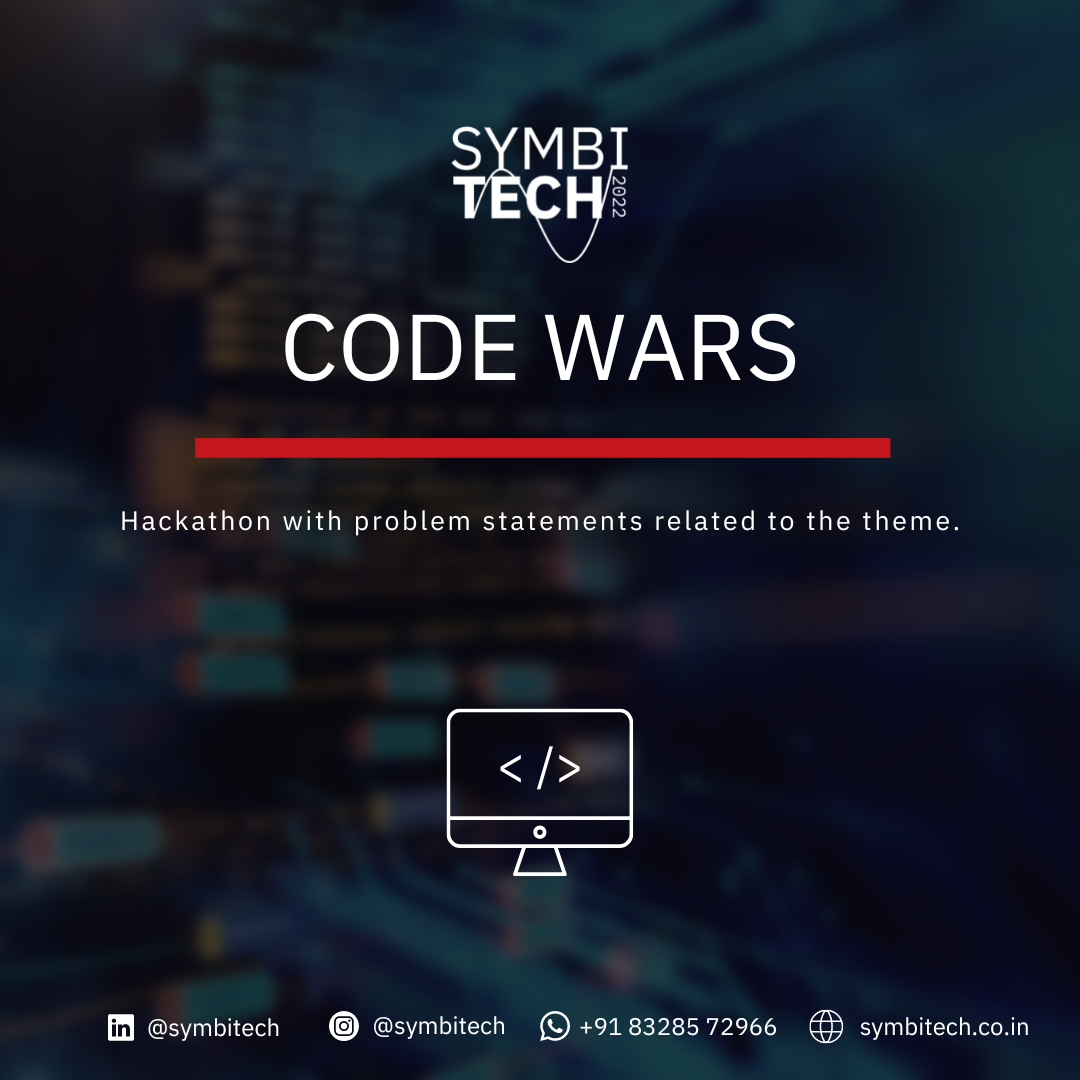 SYMBI
TECH 2022
CODE WARS
Hackathon with problem statements related to the theme.
< />
@symbitech @symbitech +91 83285 72966 symbitech.co.in